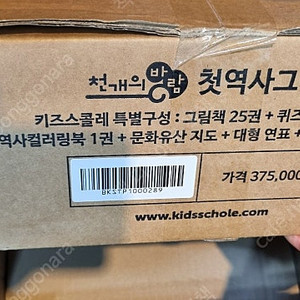 천개의바람 첫역사그
키즈스콜레 특별구성 : 그림책 25권 + 퀴즈
역사컬러링북 1권 + 문화유산 지도 + 대형 연표 +
BKSTP1000289
가격 375,000
www.kidsschole.com